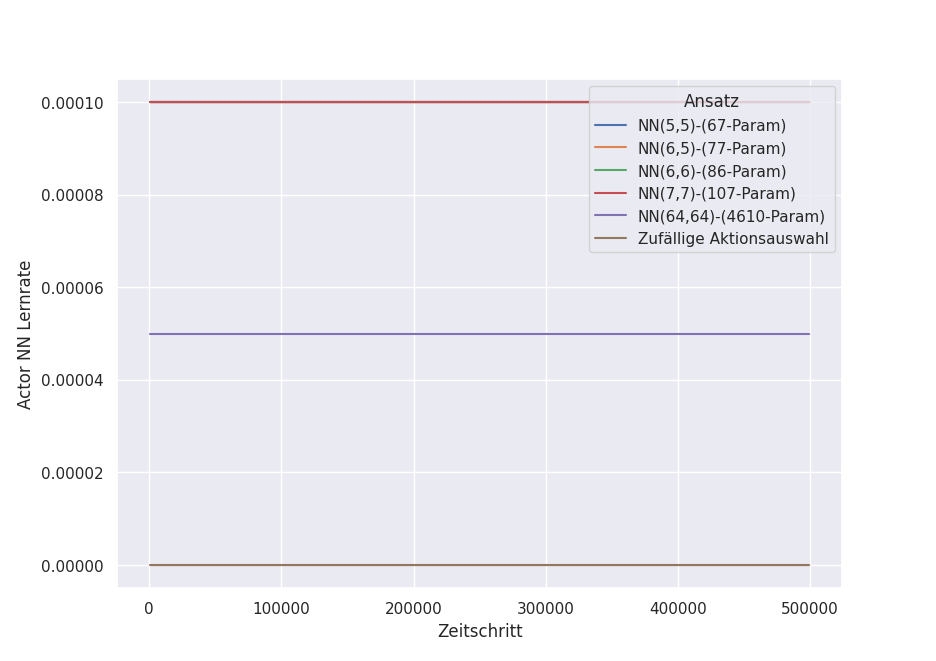 Ansatz
NN(5,5)-(67-Param)
NN(6,5)-(77-Param)
NN(6,6)-(86-Param)
NN(7,7)-(107-Param)
NN(64,64)-(4610-Param)
Zufällige Aktionsauswahl
Actor NN Lernrate
0.00010
0.00008
0.00006
0.00004
0.00002
0.00000
0 100000 200000 300000 400000 500000
Zeitschritt